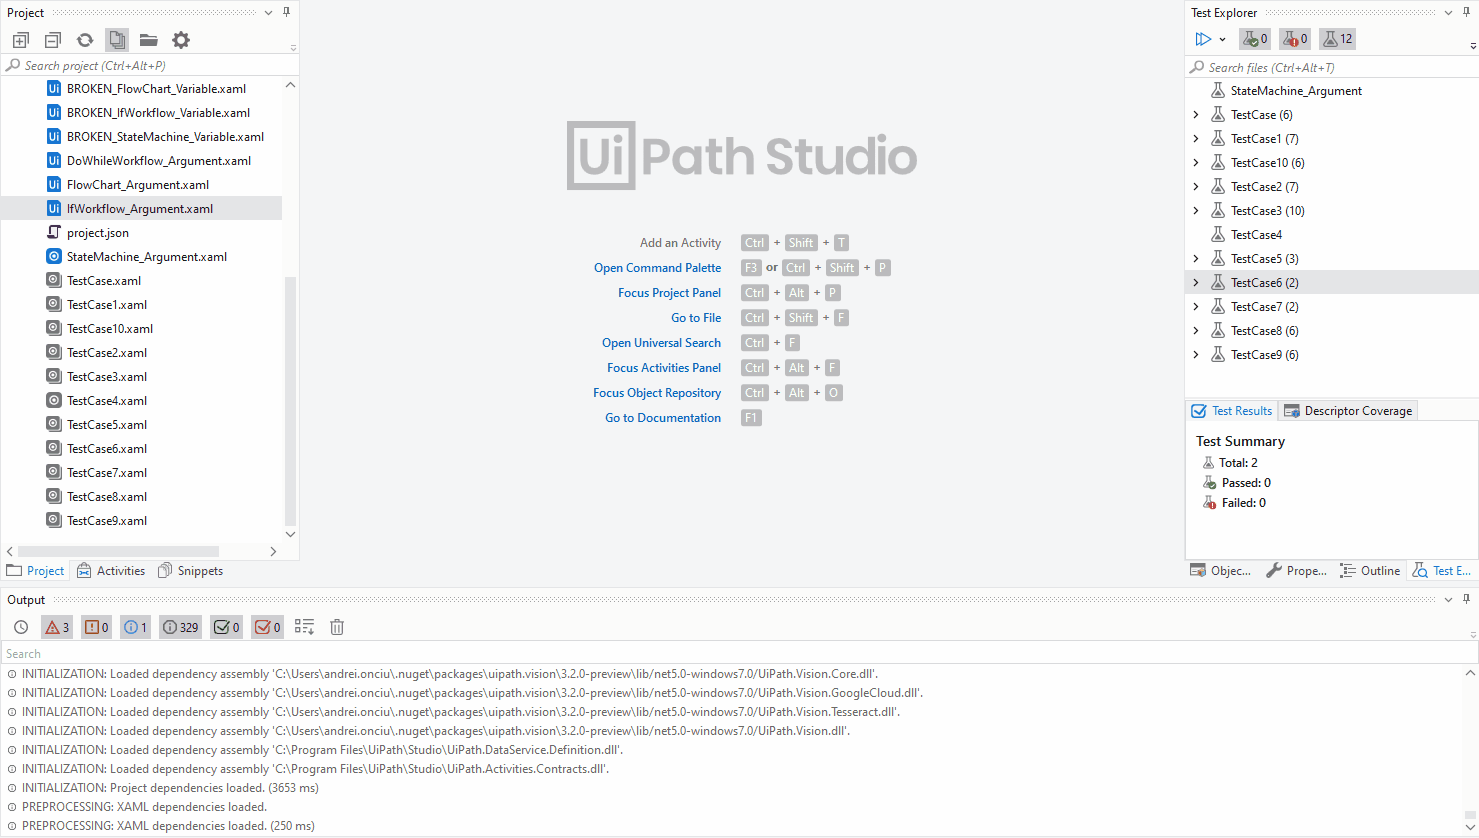 Project
Search project (Ctrl+Alt+P)
BROKEN_FlowChart_Variable.xaml
BROKEN_IfWorkflow_Variable.xaml
BROKEN_StateMachine_Variable.xaml
DoWhileWorkflow_Argument.xaml
FlowChart_Argument.xaml
IfWorkflow_Argument.xaml
project.json
StateMachine_Argument.xaml
TestCase.xaml
TestCase1.xaml
TestCase10.xaml
TestCase2.xaml
TestCase3.xaml
TestCase4.xaml
TestCase5.xaml
TestCase6.xaml
TestCase7.xaml
TestCase8.xaml
TestCase9.xaml
Project Activities Snippets
UiPath Studio
Add an Activity Ctrl + Shift + T
Open Command Palette F3 or Ctrl + Shift + P
Focus Project Panel Ctrl + Alt + P
Go to File Ctrl + Shift + F
Open Universal Search Ctrl + F
Focus Activities Panel Ctrl + Alt + F
Focus Object Repository Ctrl + Alt + O
Go to Documentation F1
Test Explorer
0 0 12
Search files (Ctrl+Alt+T)
StateMachine_Argument
TestCase (6)
TestCase1 (7)
TestCase10 (6)
TestCase2 (7)
TestCase3 (10)
TestCase4
TestCase5 (3)
TestCase6 (2)
TestCase7 (2)
TestCase8 (6)
TestCase9 (6)
Test Results Descriptor Coverage
Test Summary
Total: 2
Passed: 0
Failed: 0
Objec... Prope... Outline Test E...
Output
3 0 1 329 0 0
Search
INITIALIZATION: Loaded dependency assembly 'C:\Users\andrei.onciu\.nuget\packages\uipath.vision\3.2.0-preview\lib/net5.0-windows7.0/UiPath.Vision.Core.dll'.
INITIALIZATION: Loaded dependency assembly 'C:\Users\andrei.onciu\.nuget\packages\uipath.vision\3.2.0-preview\lib/net5.0-windows7.0/UiPath.Vision.GoogleCloud.dll'.
INITIALIZATION: Loaded dependency assembly 'C:\Users\andrei.onciu\.nuget\packages\uipath.vision\3.2.0-preview\lib/net5.0-windows7.0/UiPath.Vision.Tesseract.dll'.
INITIALIZATION: Loaded dependency assembly 'C:\Users\andrei.onciu\.nuget\packages\uipath.vision\3.2.0-preview\lib/net5.0-windows7.0/UiPath.Vision.dll'.
INITIALIZATION: Loaded dependency assembly 'C:\Program Files\UiPath\Studio\UiPath.DataService.Definition.dll'.
INITIALIZATION: Loaded dependency assembly 'C:\Program Files\UiPath\Studio\UiPath.Activities.Contracts.dll'.
INITIALIZATION: Project dependencies loaded. (3653 ms)
PREPROCESSING: XAML dependencies loaded.
PREPROCESSING: XAML dependencies loaded. (250 ms)